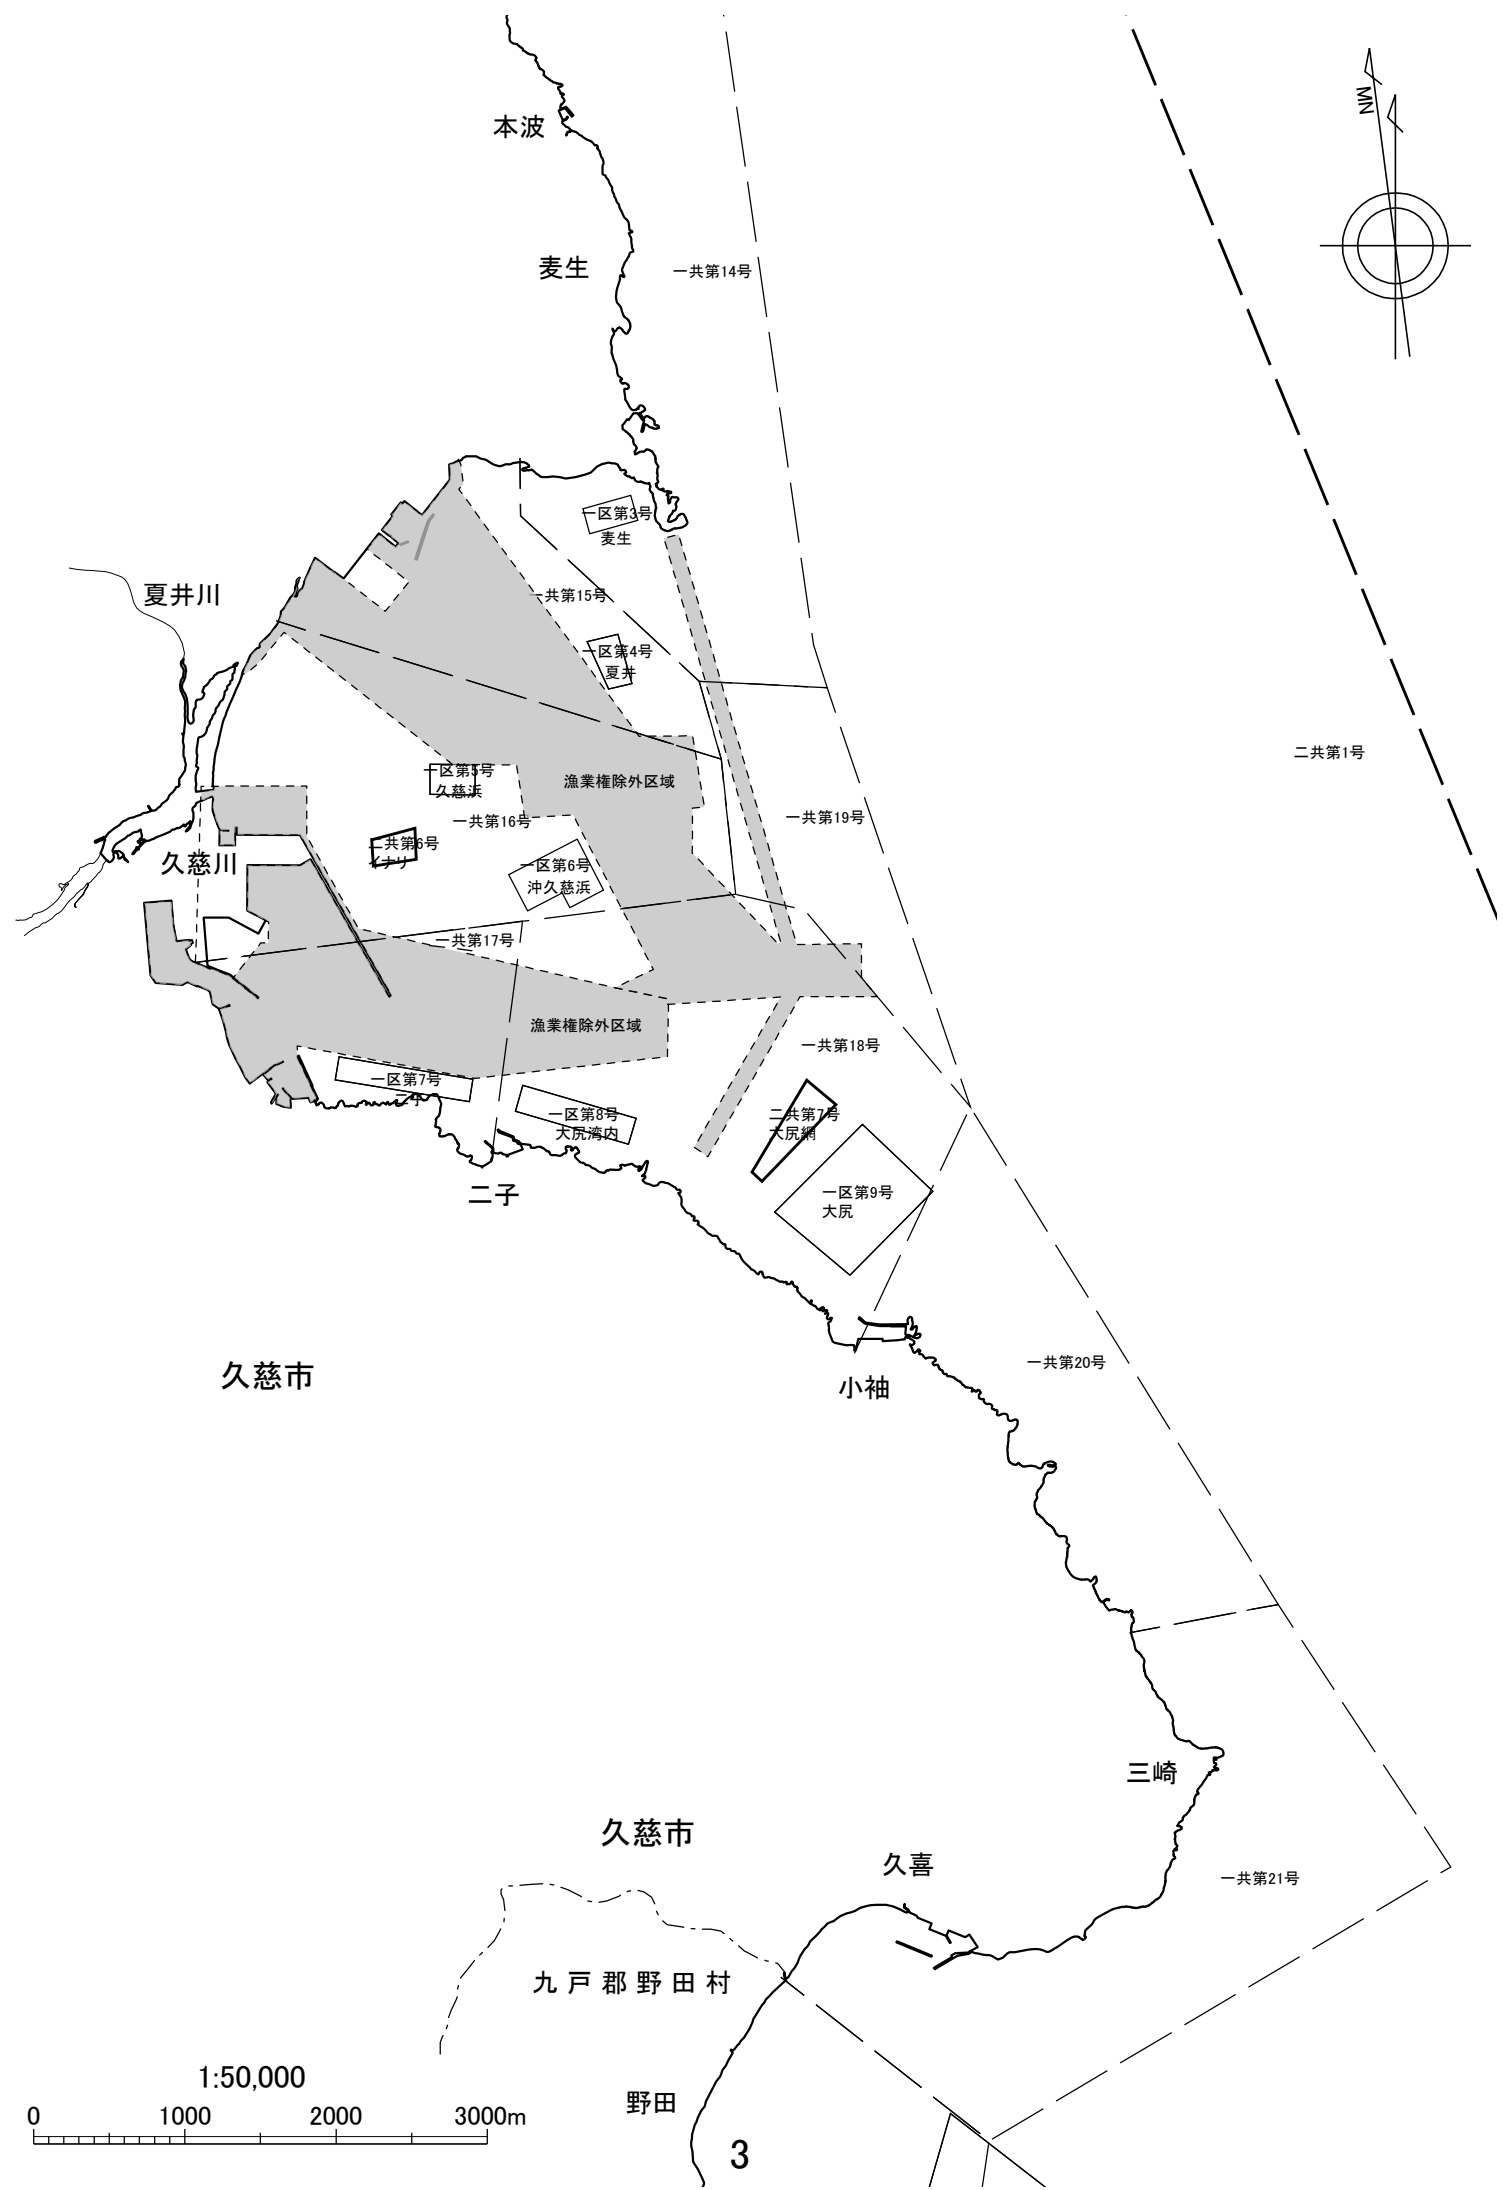 本波
MN
麦生
一共第14号
一区第3号
麦生
夏井川
一共第15号
一区第4号
夏井
二共第1号
一区第5号
久慈浜
漁業権除外区域
一共第16号
一共第19号
二共第6号
イナリ
久慈川
一区第6号
沖久慈浜
一共第17号
漁業権除外区域
一共第18号
一区第7号
二子
一区第8号
大尻湾内
二共第7号
大尻網
二子
一区第9号
大尻
久慈市
小袖
一共第20号
三崎
久慈市
久喜
一共第21号
九戸郡野田村
1:50,000
野田
0 1000 2000 3000m
3